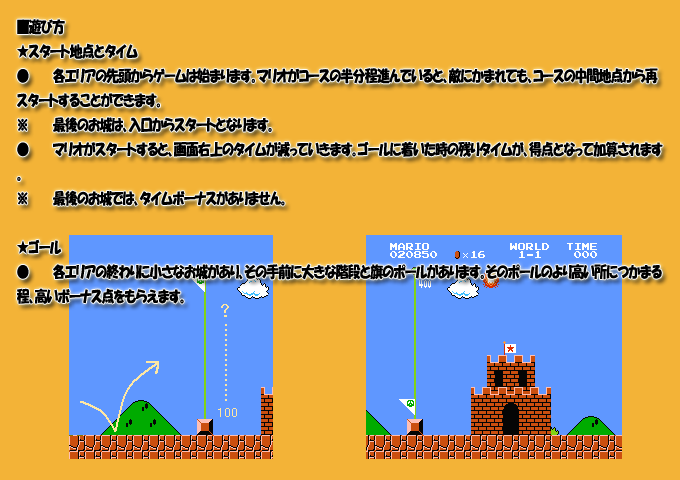 ■遊び方
★スタート地点とタイム
●　各エリアの先頭からゲームは始まります。マリオがコースの半分程進んでいると、敵にかまれても、コースの中間地点から再
スタートすることができます。
※　最後のお城は、入口からスタートとなります。
●　マリオがスタートすると、画面右上のタイムが減っていきます。ゴールに着いた時の残りタイムが、得点となって加算されます
。
※　最後のお城では、タイムボーナスがありません。
★ゴール
●　各エリアの終わりに小さなお城があり、その手前に大きな階段と旗のポールがあります。そのポールのより高い所につかまる
程、高いボーナス点をもらえます。
?
100
MARIO WORLD TIME
020850 ×16 1-1 000
400